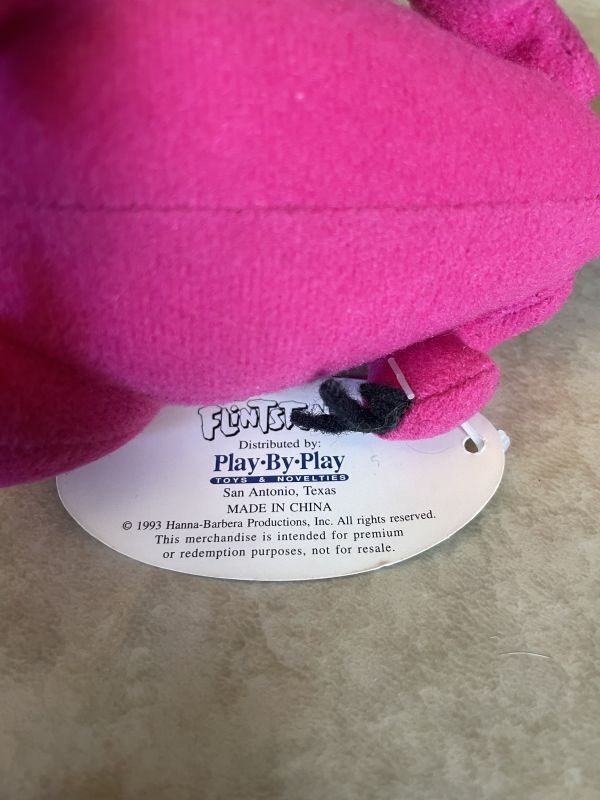 Distributed by:
Play·By·Play
TOYS & NOVELTIES
San Antonio, Texas
MADE IN CHINA
© 1993 Hanna-Barbera Productions, Inc. All rights reserved.
This merchandise is intended for premium
or redemption purposes, not for resale.